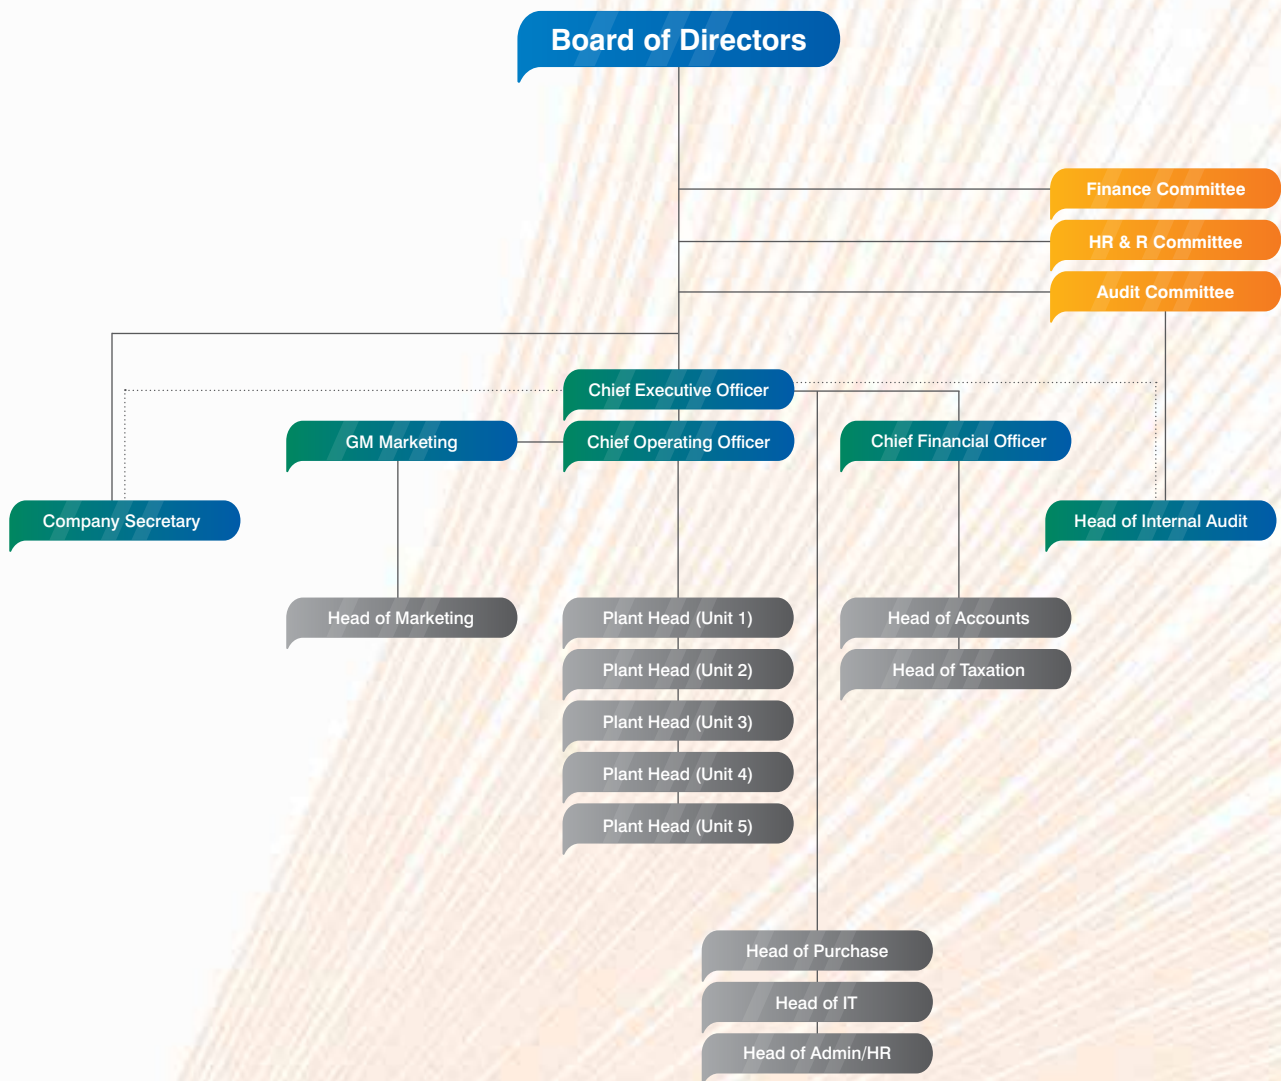 Board of Directors
Finance Committee
HR & R Committee
Audit Committee
Chief Executive Officer
GM Marketing
Chief Operating Officer
Chief Financial Officer
Company Secretary
Head of Internal Audit
Head of Marketing
Plant Head (Unit 1)
Head of Accounts
Plant Head (Unit 2)
Head of Taxation
Plant Head (Unit 3)
Plant Head (Unit 4)
Plant Head (Unit 5)
Head of Purchase
Head of IT
Head of Admin/HR